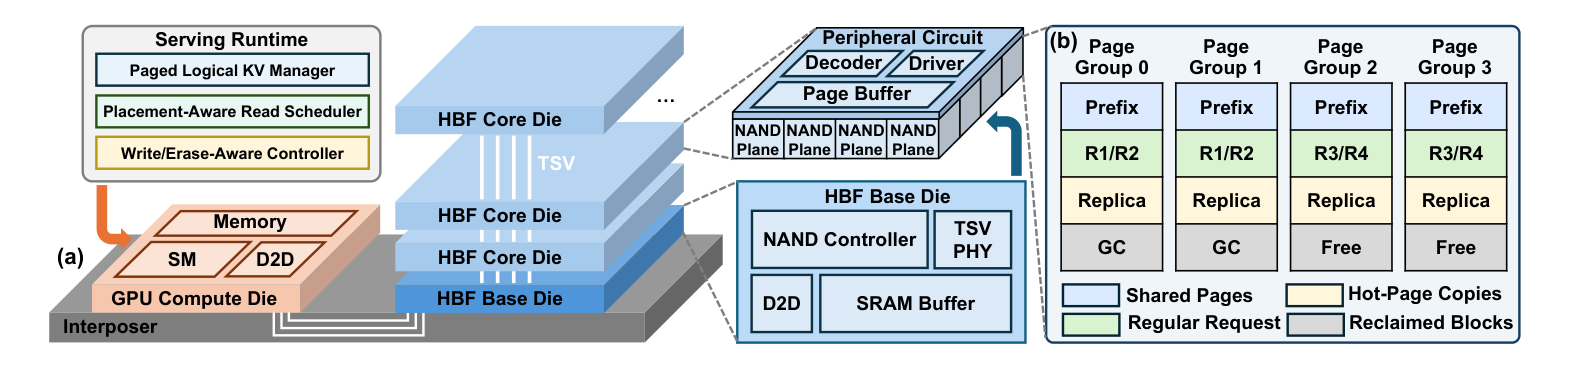 Serving Runtime
Paged Logical KV Manager
Placement-Aware Read Scheduler
Write/Erase-Aware Controller
(a)
Memory
SM
D2D
GPU Compute Die
Interposer
HBF Core Die
...
TSV
HBF Core Die
HBF Core Die
HBF Base Die
Peripheral Circuit
Decoder
Driver
Page Buffer
NAND NAND NAND NAND
Plane Plane Plane Plane
HBF Base Die
NAND Controller
TSV
PHY
D2D
SRAM Buffer
(b)
Page Page Page Page
Group 0 Group 1 Group 2 Group 3
Prefix Prefix Prefix Prefix
R1/R2 R1/R2 R3/R4 R3/R4
Replica Replica Replica Replica
GC GC Free Free
Shared Pages Hot-Page Copies
Regular Request Reclaimed Blocks